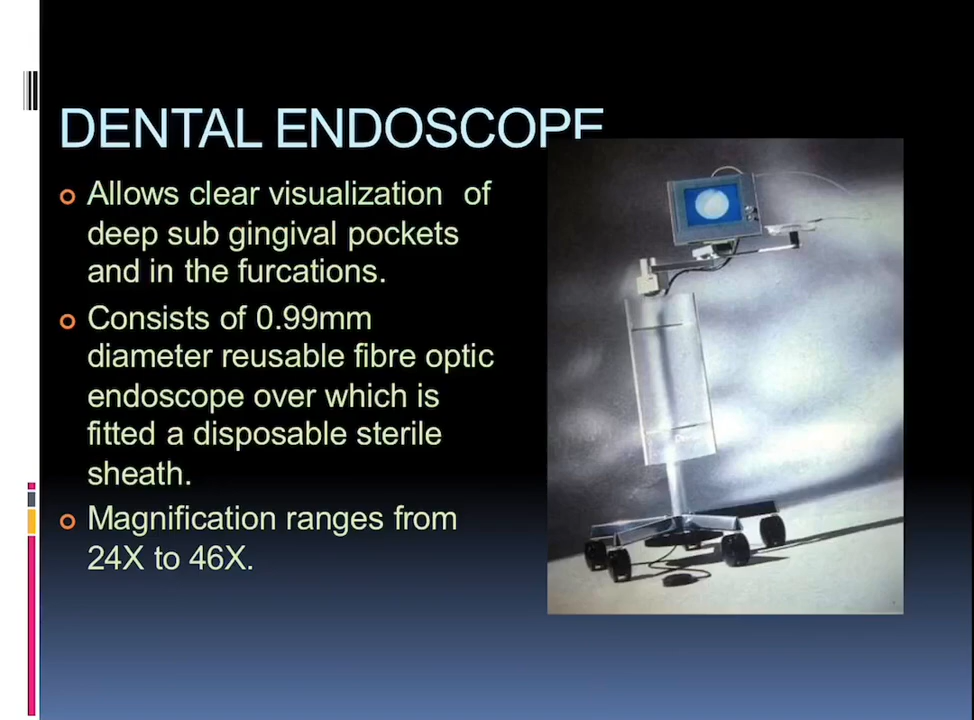 DENTAL ENDOSCOPE
Allows clear visualization of
deep sub gingival pockets
and in the furcations.
Consists of 0.99mm
diameter reusable fibre optic
endoscope over which is
fitted a disposable sterile
sheath.
Magnification ranges from
24X to 46X.